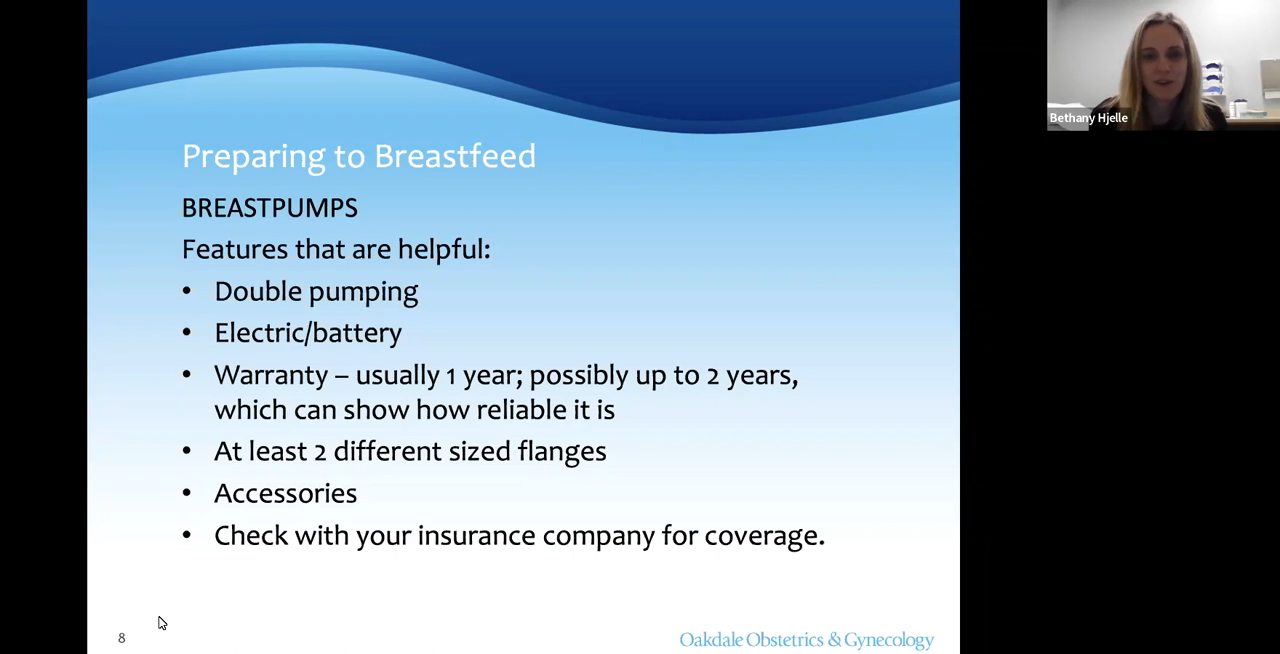 Preparing to Breastfeed
BREASTPUMPS
Features that are helpful:
• Double pumping
• Electric/battery
• Warranty – usually 1 year; possibly up to 2 years,
which can show how reliable it is
• At least 2 different sized flanges
• Accessories
• Check with your insurance company for coverage.
8
Oakdale Obstetrics & Gynecology
Bethany Hjelle